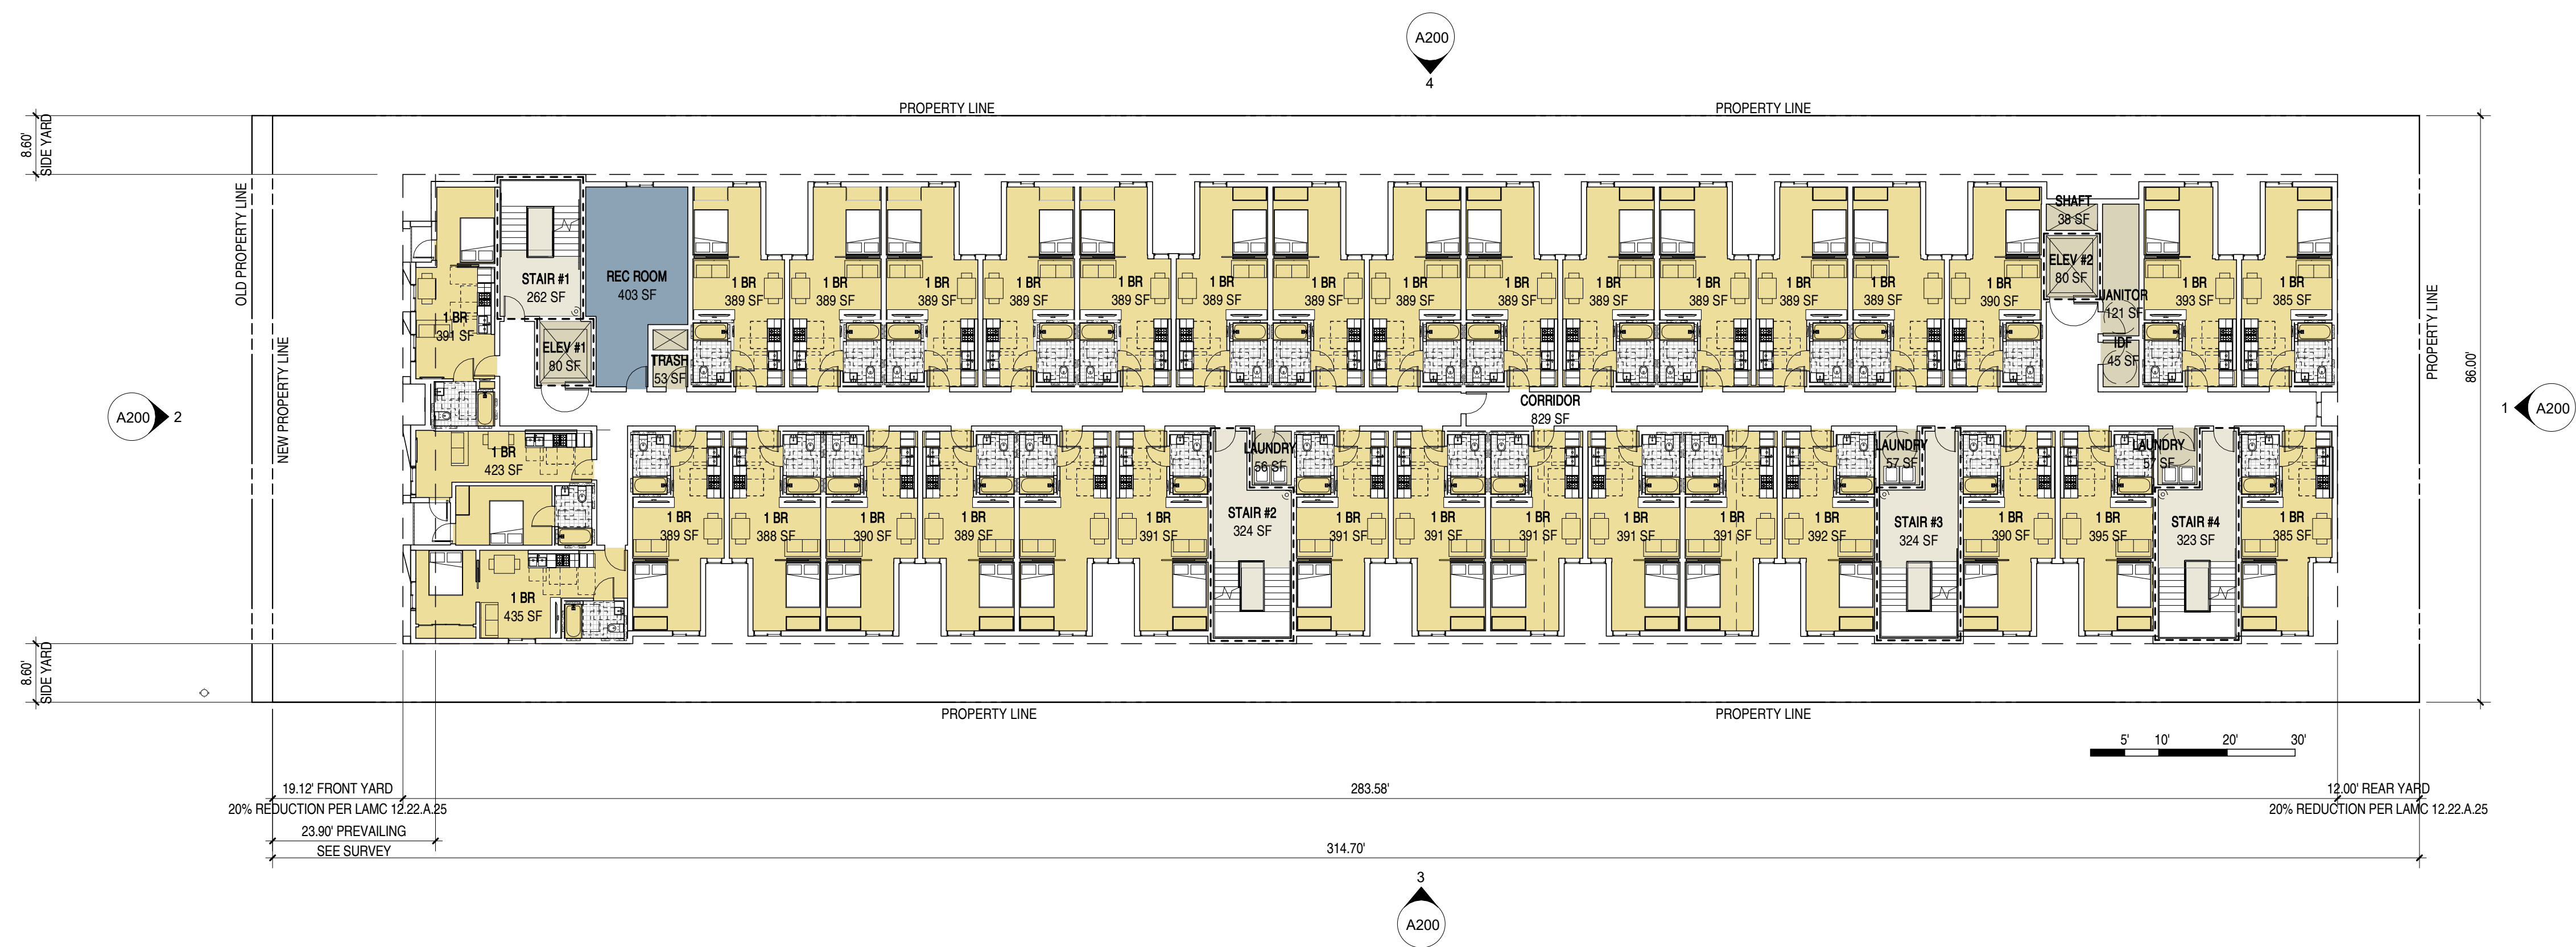 A200
4
PROPERTY LINE
PROPERTY LINE
8.60'
SIDE YARD
OLD PROPERTY LINE
NEW PROPERTY LINE
1 BR
391 SF
STAIR #1
262 SF
ELEV #1
80 SF
REC ROOM
403 SF
TRASH
53 SF
1 BR
389 SF
1 BR
389 SF
1 BR
389 SF
1 BR
389 SF
1 BR
389 SF
1 BR
389 SF
1 BR
389 SF
1 BR
389 SF
1 BR
389 SF
1 BR
389 SF
1 BR
389 SF
1 BR
389 SF
1 BR
389 SF
1 BR
390 SF
SHAFT
38 SF
ELEV #2
80 SF
JANITOR
121 SF
IDF
45 SF
1 BR
393 SF
1 BR
385 SF
PROPERTY LINE
86.00'
A200
2
CORRIDOR
829 SF
1
A200
1 BR
423 SF
1 BR
435 SF
1 BR
389 SF
1 BR
388 SF
1 BR
390 SF
1 BR
389 SF
1 BR
391 SF
STAIR #2
324 SF
LAUNDRY
56 SF
1 BR
391 SF
1 BR
391 SF
1 BR
391 SF
1 BR
391 SF
1 BR
391 SF
1 BR
392 SF
LAUNDRY
57 SF
STAIR #3
324 SF
1 BR
390 SF
1 BR
395 SF
LAUNDRY
57 SF
STAIR #4
323 SF
1 BR
385 SF
8.60'
SIDE YARD
PROPERTY LINE
PROPERTY LINE
5'
10'
20'
30'
19.12' FRONT YARD
20% REDUCTION PER LAMC 12.22.A.25
283.58'
12.00' REAR YARD
20% REDUCTION PER LAMC 12.22.A.25
23.90' PREVAILING
SEE SURVEY
314.70'
3
A200